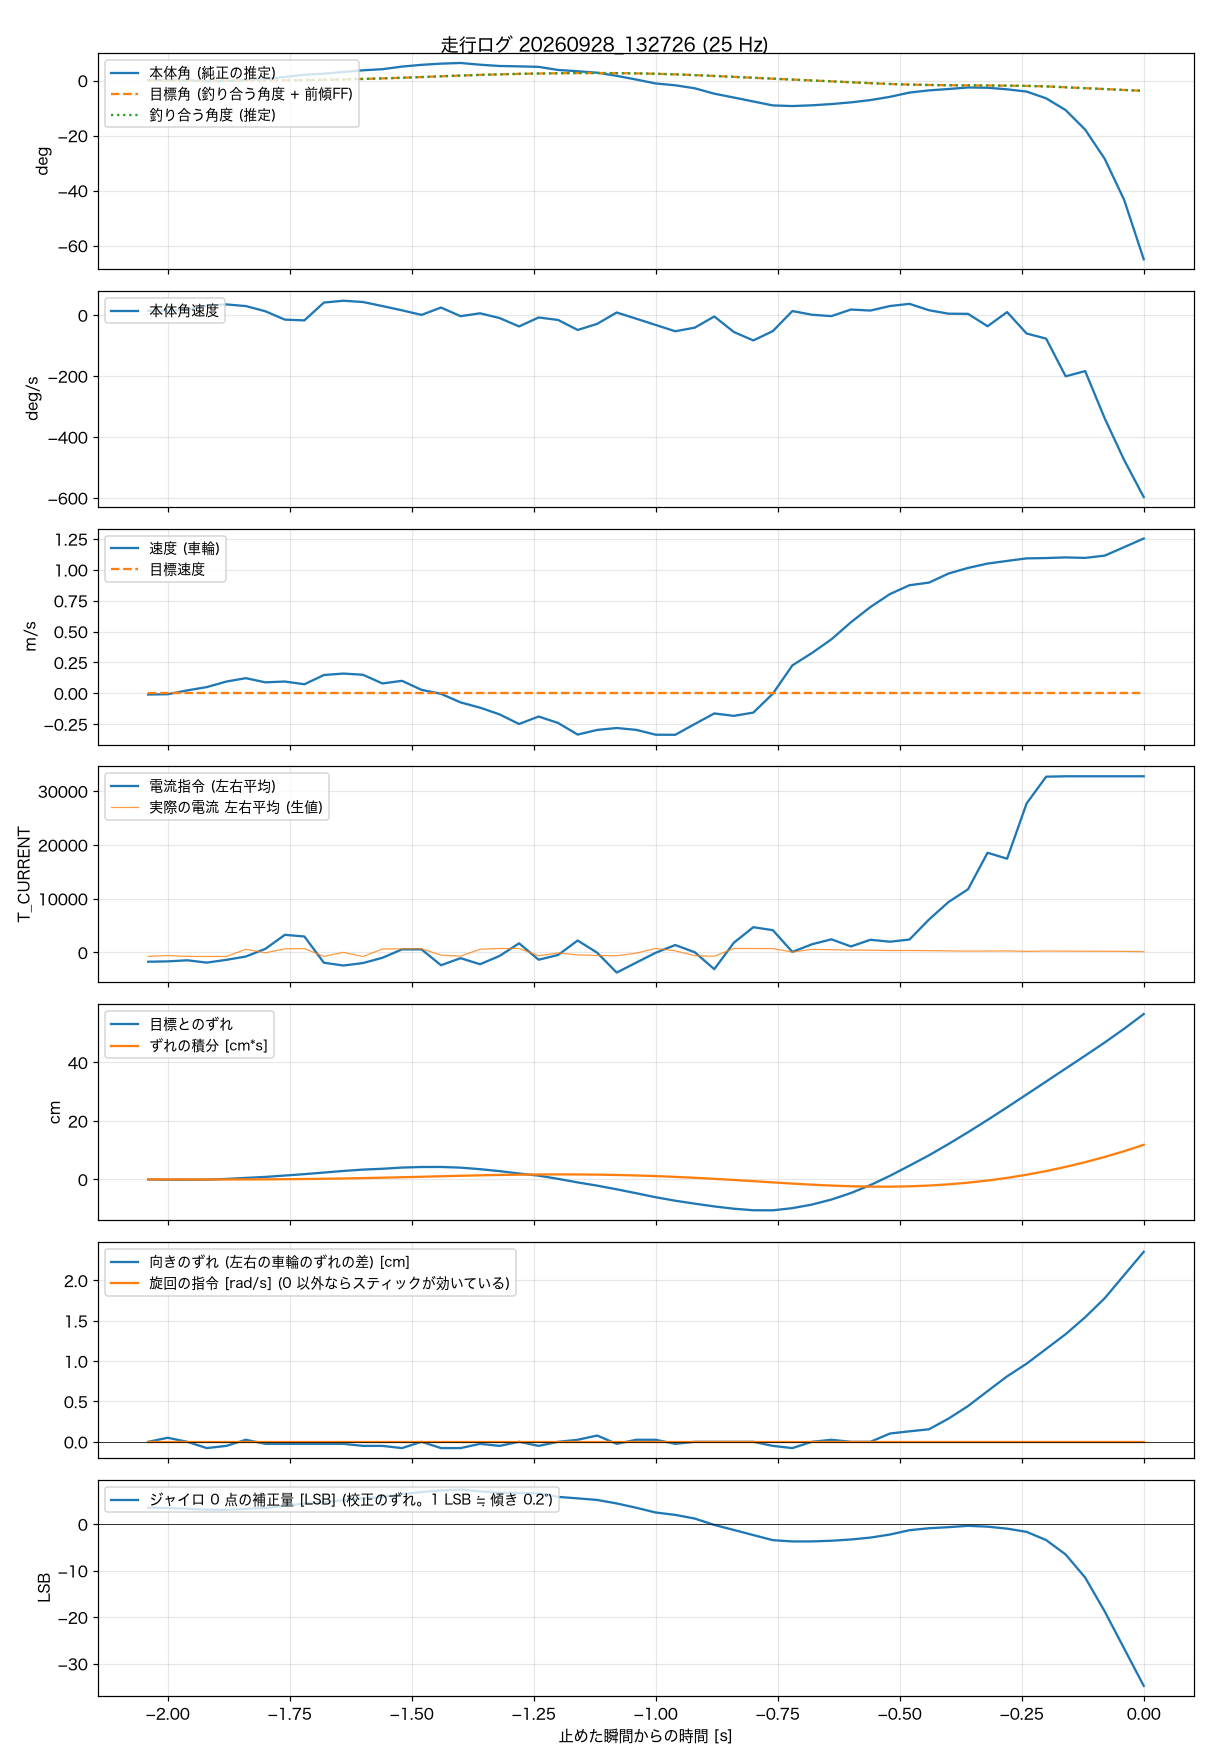 走行ログ 20260928_132726 (25 Hz)
本体角 (純正の推定)
目標角 (釣り合う角度 + 前傾FF)
釣り合う角度 (推定)
0
−20
−40
−60
deg
本体角速度
0
−200
−400
−600
deg/s
速度 (車輪)
目標速度
1.25
1.00
0.75
0.50
0.25
0.00
−0.25
m/s
電流指令 (左右平均)
実際の電流 左右平均 (生値)
30000
20000
10000
0
T_CURRENT
目標とのずれ
ずれの積分 [cm*s]
40
20
0
cm
向きのずれ (左右の車輪のずれの差) [cm]
旋回の指令 [rad/s] (0 以外ならスティックが効いている)
2.0
1.5
1.0
0.5
0.0
ジャイロ 0 点の補正量 [LSB] (校正のずれ。1 LSB ≒ 傾き 0.2°)
0
−10
−20
−30
LSB
−2.00 −1.75 −1.50 −1.25 −1.00 −0.75 −0.50 −0.25 0.00
止めた瞬間からの時間 [s]